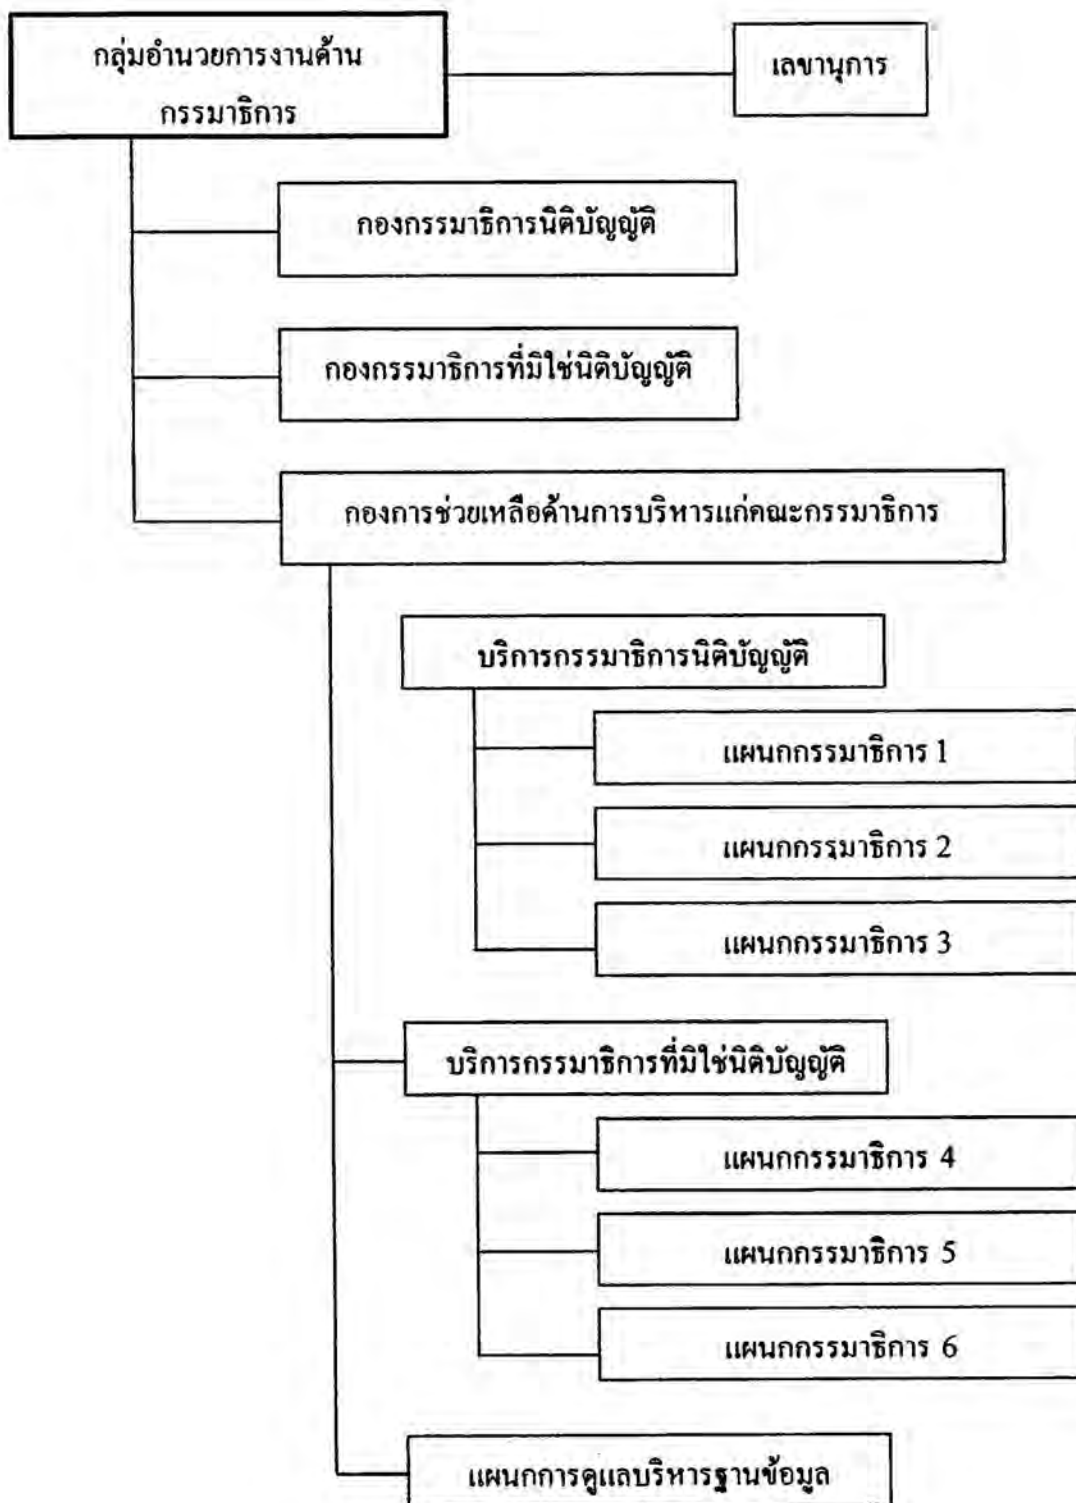 กลุ่มอำนวยการงานด้าน
กรรมาธิการ
เลขานุการ
กองกรรมาธิการนิติบัญญัติ
กองกรรมาธิการที่มิใช่นิติบัญญัติ
กองการช่วยเหลือด้านการบริหารแก่คณะกรรมาธิการ
บริการกรรมาธิการนิติบัญญัติ
แผนกกรรมาธิการ 1
แผนกกรรมาธิการ 2
แผนกกรรมาธิการ 3
บริการกรรมาธิการที่มิใช่นิติบัญญัติ
แผนกกรรมาธิการ 4
แผนกกรรมาธิการ 5
แผนกกรรมาธิการ 6
แผนกการดูแลบริหารฐานข้อมูล